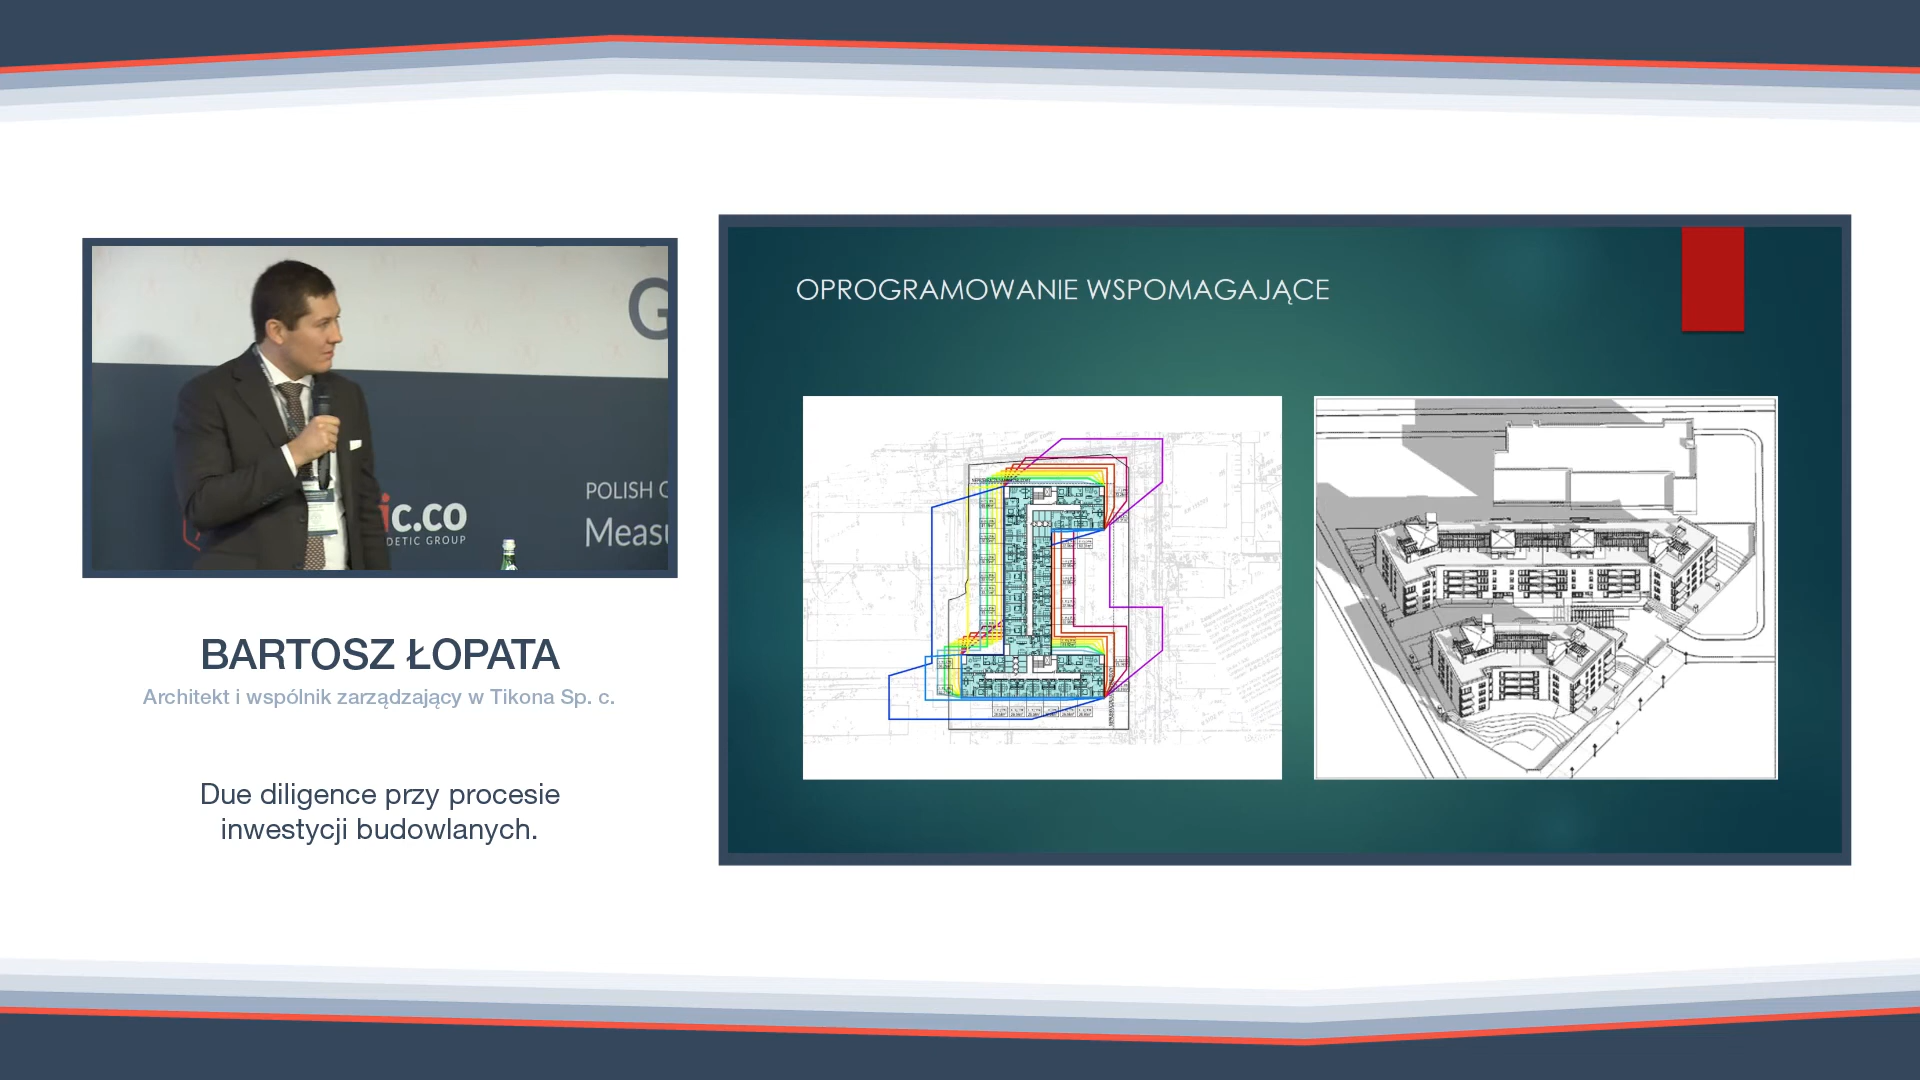 OPROGRAMOWANIE WSPOMAGAJĄCE
G
ic.co
DETIC GROUP
POLISH
Measu
BARTOSZ ŁOPATA
Architekt i wspólnik zarządzający w Tikona Sp. c.
Due diligence przy procesie
inwestycji budowlanych.